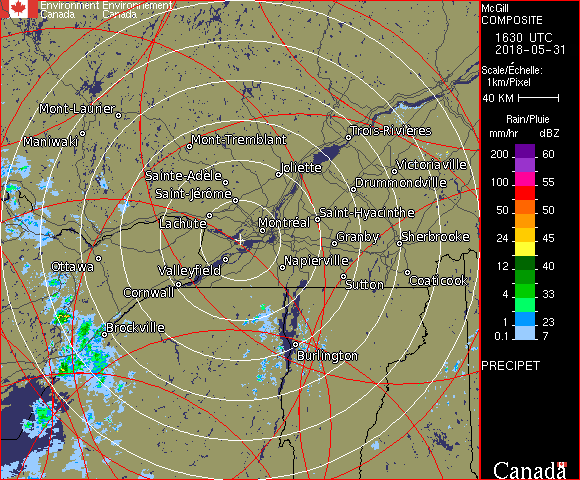 Environment Environnement
Canada Canada
McGill
COMPOSITE
1630 UTC
2018-05-31
Scale/Échelle:
1km/Pixel
40 KM
Rain/Pluie
mm/hr dBZ
200 60
100 55
50 50
24 45
12 40
4 33
1 23
0.1 7
PRECIPET
Mont-Laurier
Maniwaki
Mont-Tremblant
Trois-Rivières
Joliette
Victoriaville
Sainte-Adèle
Drummondville
Saint-Jérôme
Lachute
Saint-Hyacinthe
Montréal
Granby
Sherbrooke
Ottawa
Valleyfield
Napierville
Cornwall
Sutton
Coaticook
Brockville
Burlington
Canada